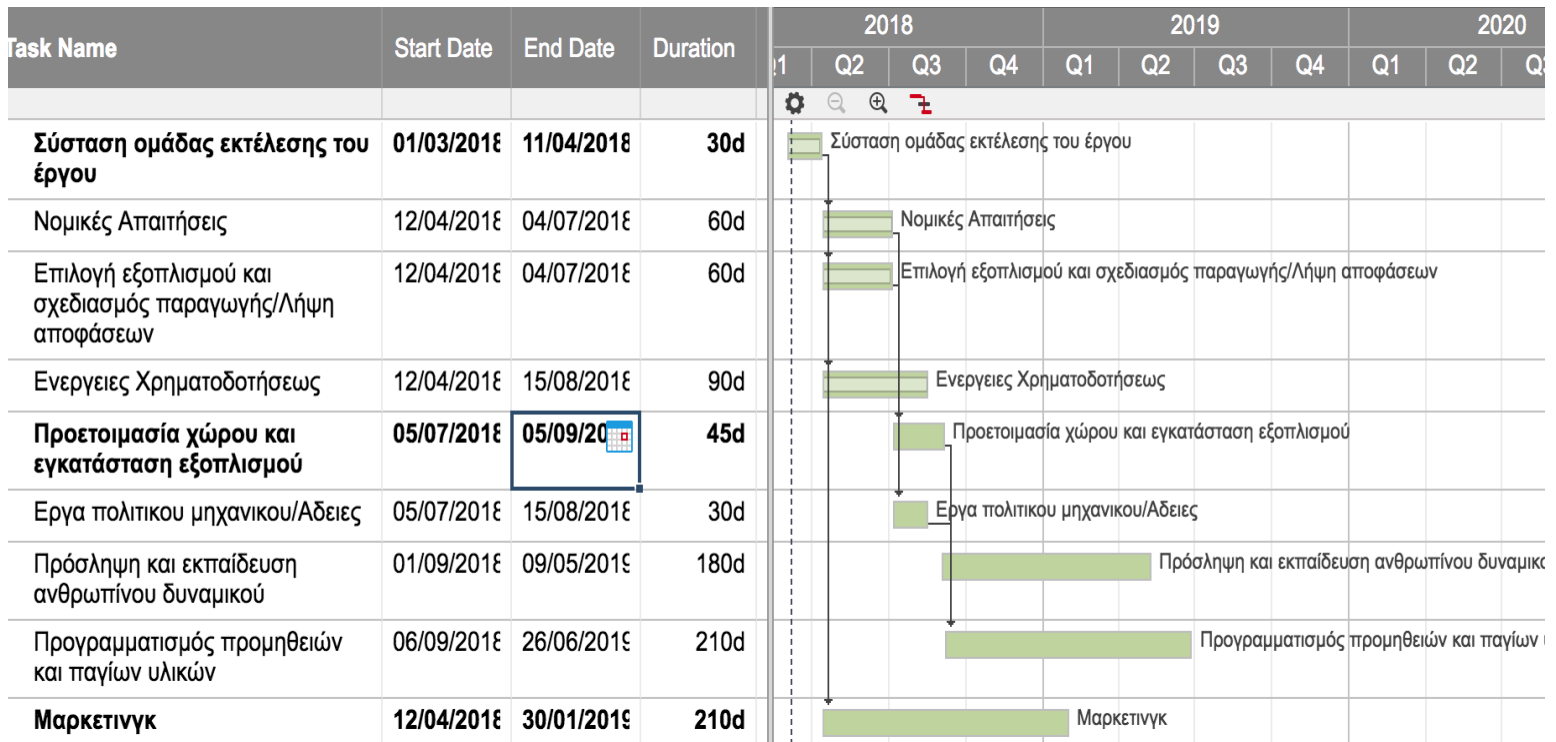 Task Name Start Date End Date Duration 2018 2019 2020
Q2 Q3 Q4 Q1 Q2 Q3 Q4 Q1 Q2
Σύσταση ομάδας εκτέλεσης του 01/03/2018 11/04/2018 30d Σύσταση ομάδας εκτέλεσης του έργου
έργου
Νομικές Απαιτήσεις 12/04/2018 04/07/2018 60d Νομικές Απαιτήσεις
Επιλογή εξοπλισμού και 12/04/2018 04/07/2018 60d Επιλογή εξοπλισμού και σχεδιασμός παραγωγής/Λήψη αποφάσεων
σχεδιασμός παραγωγής/Λήψη
αποφάσεων
Ενεργειες Χρηματοδοτήσεως 12/04/2018 15/08/2018 90d Ενεργειες Χρηματοδοτήσεως
Προετοιμασία χώρου και 05/07/2018 05/09/20 45d Προετοιμασία χώρου και εγκατάσταση εξοπλισμού
εγκατάσταση εξοπλισμού
Εργα πολιτικου μηχανικου/Αδειες 05/07/2018 15/08/2018 30d Εργα πολιτικου μηχανικου/Αδειες
Πρόσληψη και εκπαίδευση 01/09/2018 09/05/2019 180d Πρόσληψη και εκπαίδευση ανθρωπίνου
ανθρωπίνου δυναμικού
Προγραμματισμός προμηθειών 06/09/2018 26/06/2019 210d Προγραμματισμός προμηθειών και παγίων
και παγίων υλικών
Μαρκετινγκ 12/04/2018 30/01/2019 210d Μαρκετινγκ